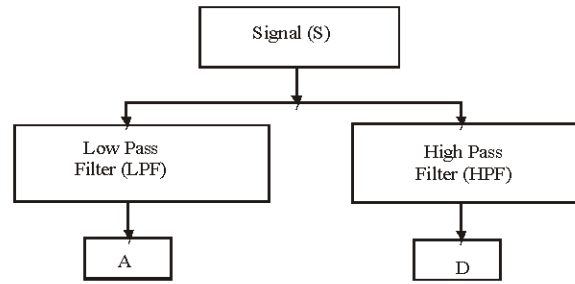 Signal (S)
Low Pass
Filter (LPF)
High Pass
Filter (HPF)
A
D